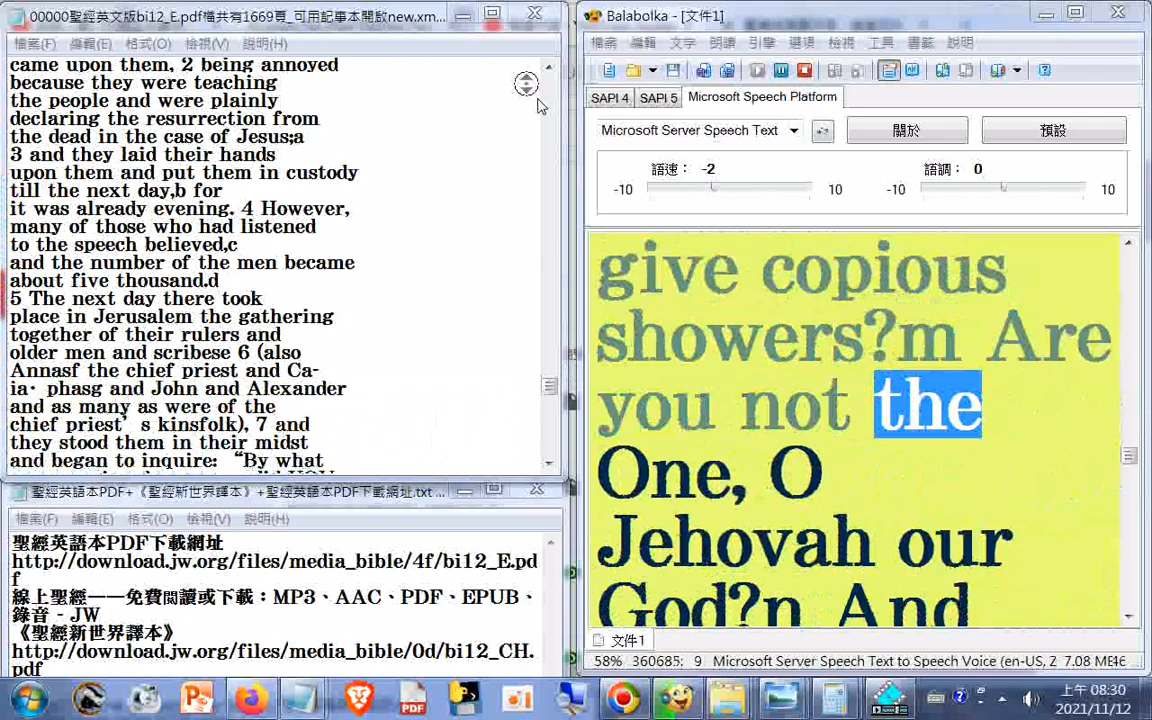 00000聖經英文版bi12_E.pdf檔共有1669頁_可用記事本開啟new.xm...
檔案(F) 編輯(E) 格式(O) 檢視(V) 說明(H)
came upon them, 2 being annoyed
because they were teaching
the people and were plainly
declaring the resurrection from
the dead in the case of Jesus;a
3 and they laid their hands
upon them and put them in custody
till the next day,b for
it was already evening. 4 However,
many of those who had listened
to the speech believed,c
and the number of the men became
about five thousand.d
5 The next day there took
place in Jerusalem the gathering
together of their rulers and
older men and scribese 6 (also
Annasf the chief priest and Ca-
ia· phasg and John and Alexander
and as many as were of the
chief priest’s kinsfolk), 7 and
they stood them in their midst
and began to inquire: “By what
聖經英語本PDF+《聖經新世界譯本》+聖經英語本PDF下載網址.txt ...
檔案(F) 編輯(E) 格式(O) 檢視(V) 說明(H)
聖經英語本PDF下載網址
http://download.jw.org/files/media_bible/4f/bi12_E.pd
f
線上聖經——免費閱讀或下載：MP3、AAC、PDF、EPUB、
錄音 - JW
《聖經新世界譯本》
http://download.jw.org/files/media_bible/0d/bi12_CH.
pdf
Balabolka - [文件1]
檔案 編輯 文字 朗讀 引擎 選項 檢視 工具 書籤 說明
SAPI 4 SAPI 5 Microsoft Speech Platform
Microsoft Server Speech Text 關於 預設
語速： -2 語調： 0
-10 10 -10 10
give copious
showers?m Are
you not the
One, O
Jehovah our
God?n And
文件1
58% 360685: 9 Microsoft Server Speech Text to Speech Voice (en-US, Z 7.08 ME46
上午 08:30
2021/11/12